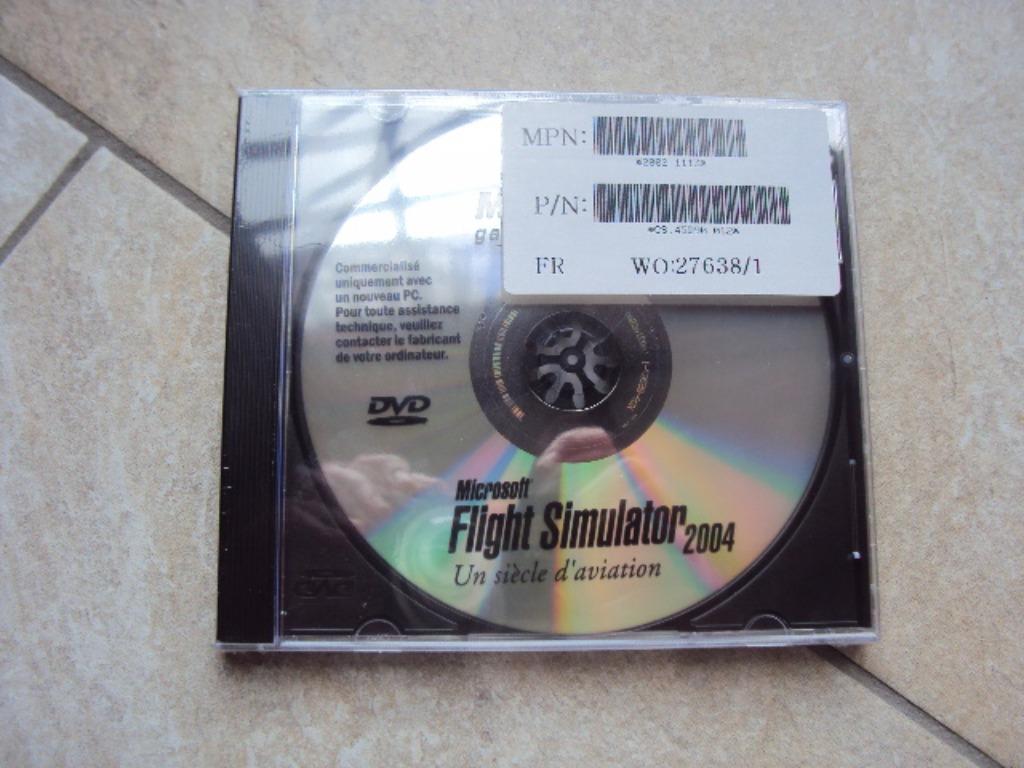 MPN:
P/N:
FR WO:27638/1
Commercialisé
uniquement avec
un nouveau PC.
Pour toute assistance
technique, veuillez
contacter le fabricant
de votre ordinateur.
DVD
Microsoft
Flight Simulator 2004
Un siècle d'aviation